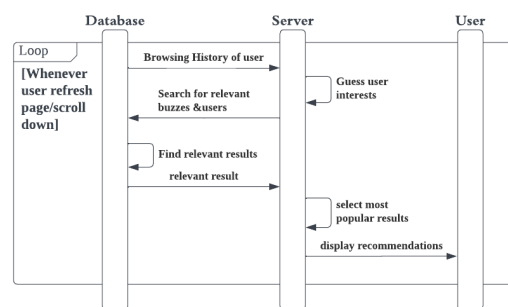 Database Server User
Loop
[Whenever
user refresh
page/scroll
down]
Browsing History of user
Guess user
interests
Search for relevant
buzzes &users
Find relevant results
relevant result
select most
popular results
display recommendations